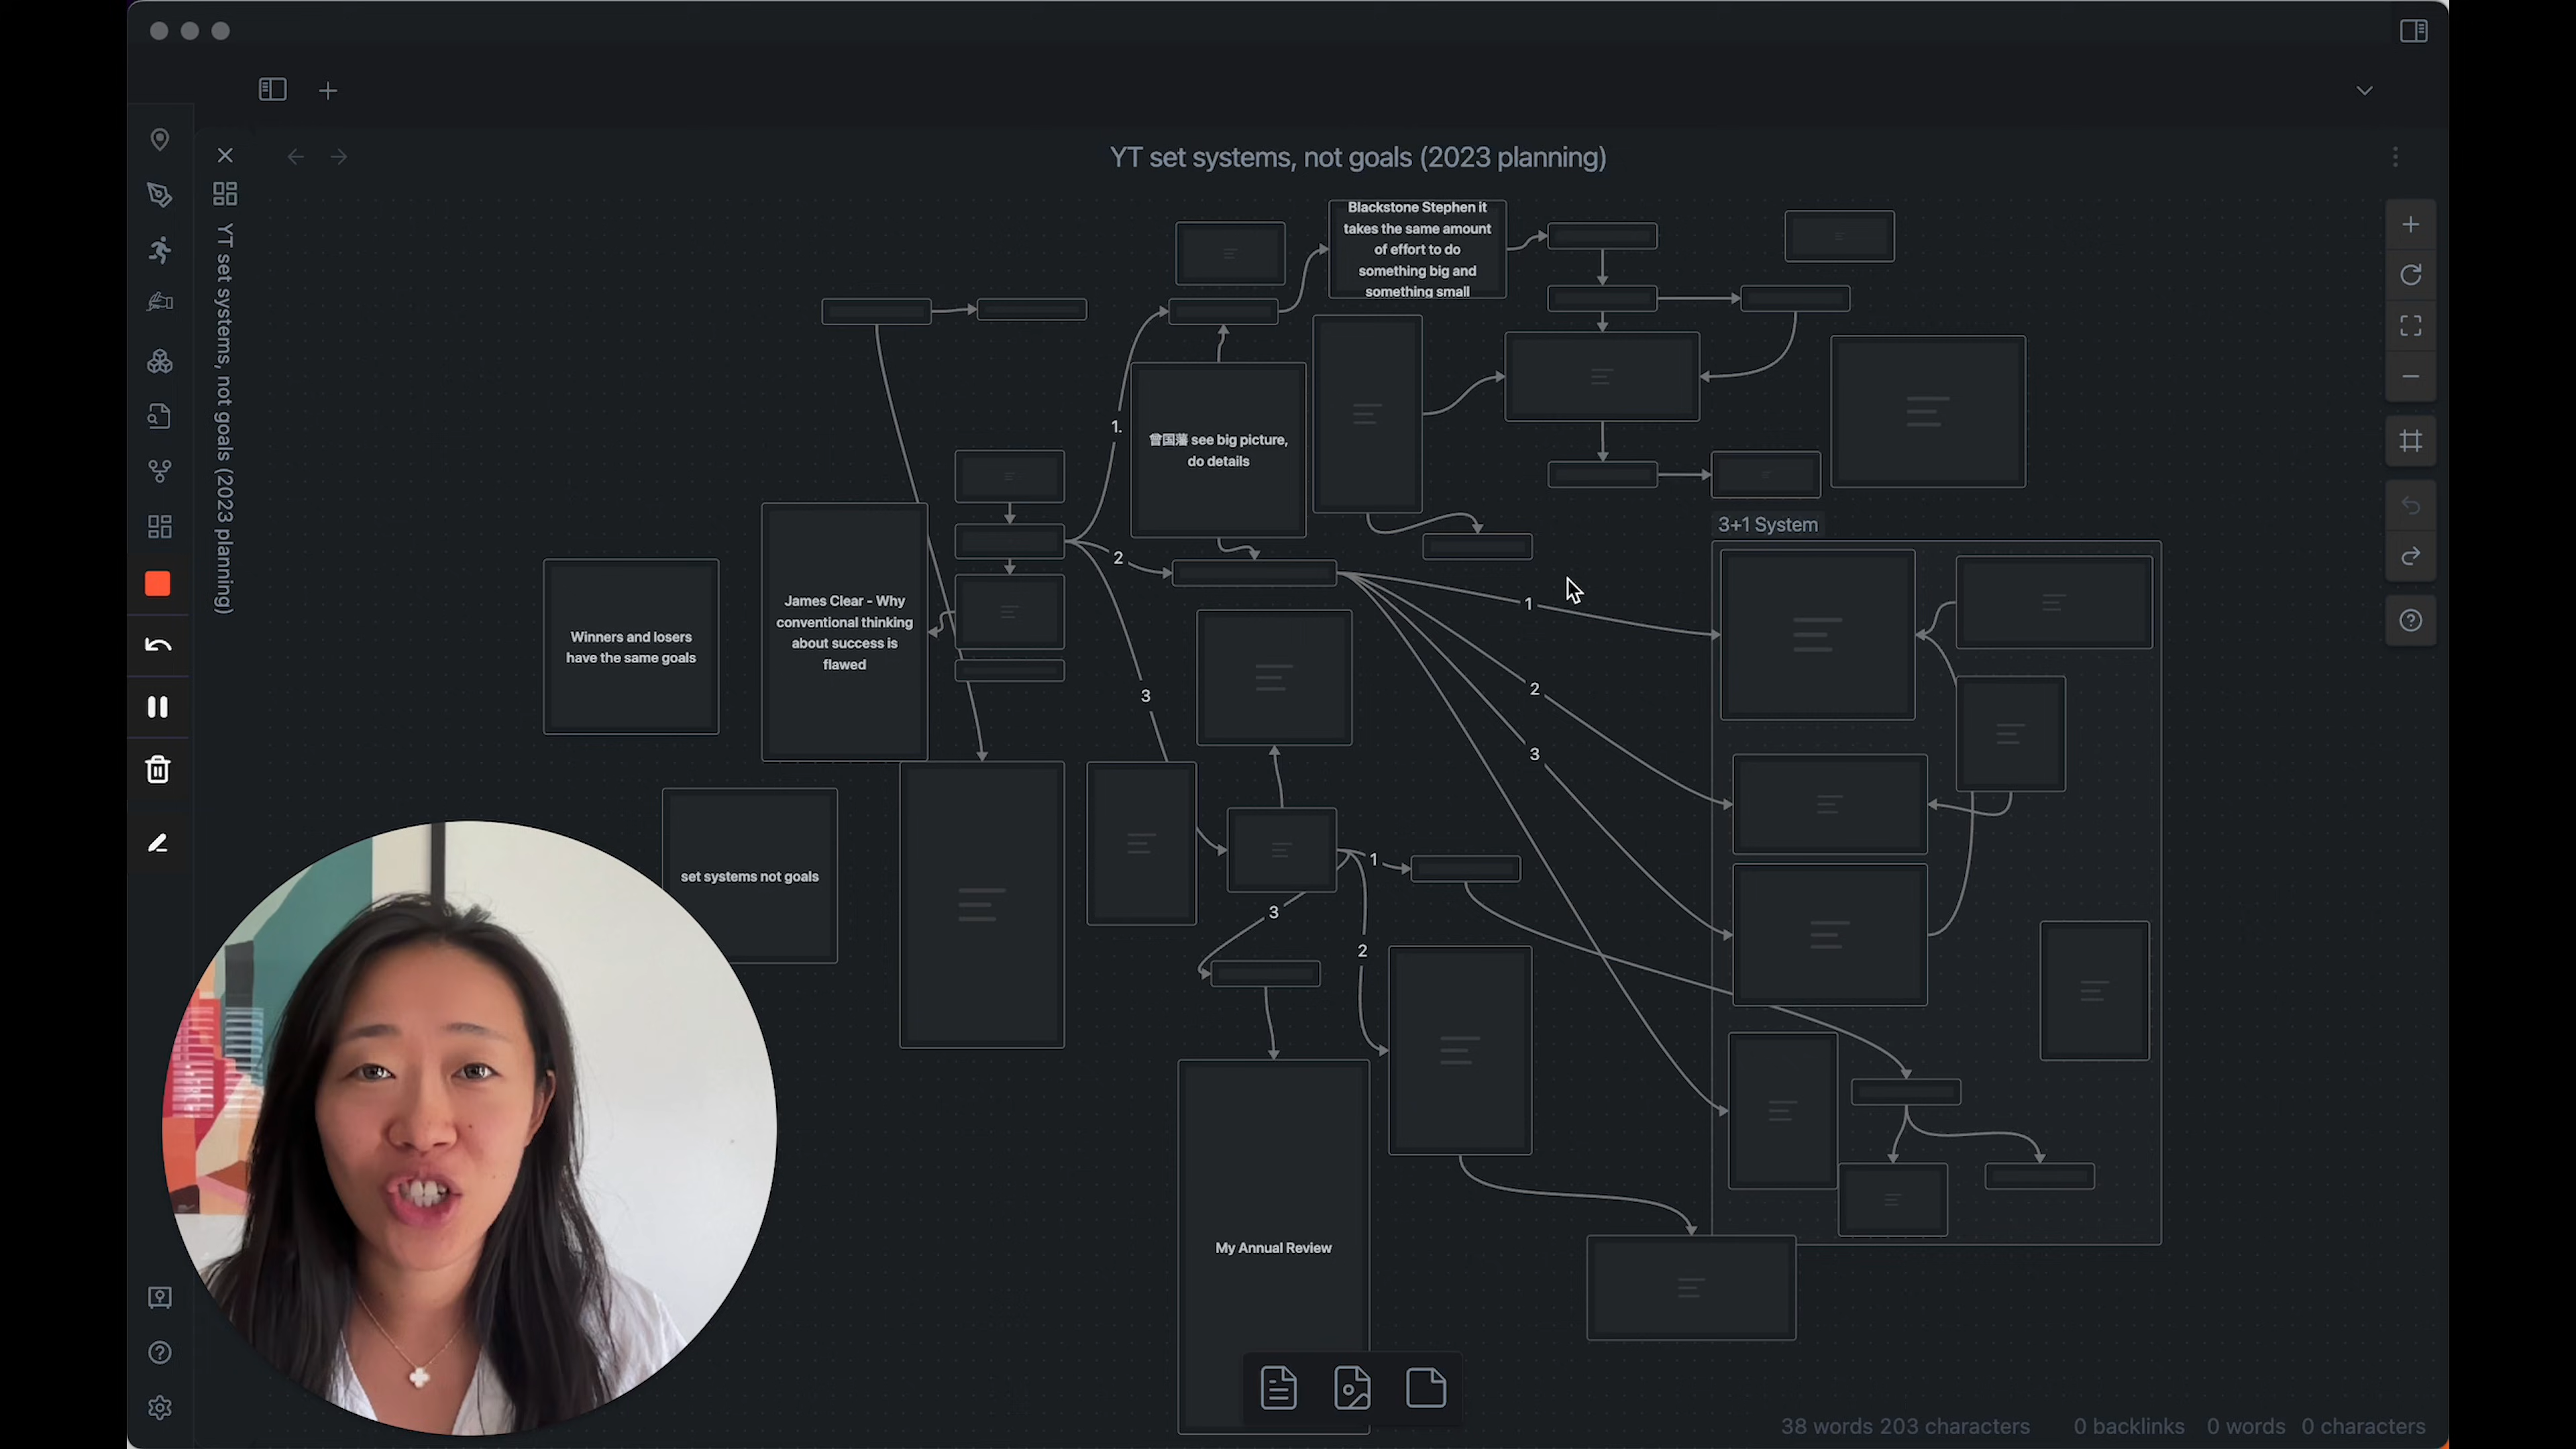 YT set systems, not goals (2023 planning)
YT set systems, not goals (2023 planning)
Blackstone Stephen it
takes the same amount
of effort to do
something big and
something small
1.
曾国藩 see big picture,
do details
2
3
3+1 System
1
2
3
James Clear - Why
conventional thinking
about success is
flawed
Winners and losers
have the same goals
set systems not goals
1
3
2
My Annual Review
38 words 203 characters
0 backlinks
0 words
0 characters